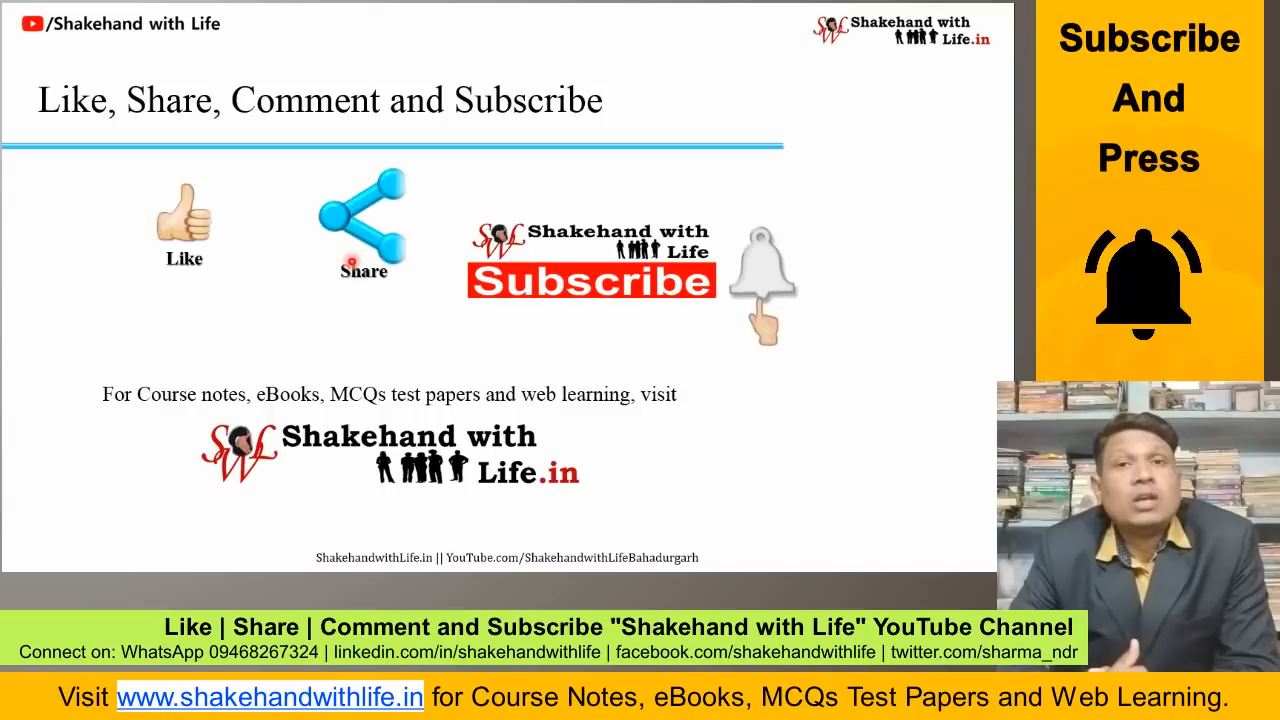 /Shakehand with Life
Shakehand with
Life.in
Like, Share, Comment and Subscribe
Like
Share
Shakehand with
Life
Subscribe
For Course notes, eBooks, MCQs test papers and web learning, visit
SWL Shakehand with
Life.in
ShakehandwithLife.in || YouTube.com/ShakehandwithLifeBahadurgarh
Subscribe
And
Press
Like | Share | Comment and Subscribe "Shakehand with Life" YouTube Channel
Connect on: WhatsApp 09468267324 | linkedin.com/in/shakehandwithlife | facebook.com/shakehandwithlife | twitter.com/sharma_ndr
Visit www.shakehandwithlife.in for Course Notes, eBooks, MCQs Test Papers and Web Learning.